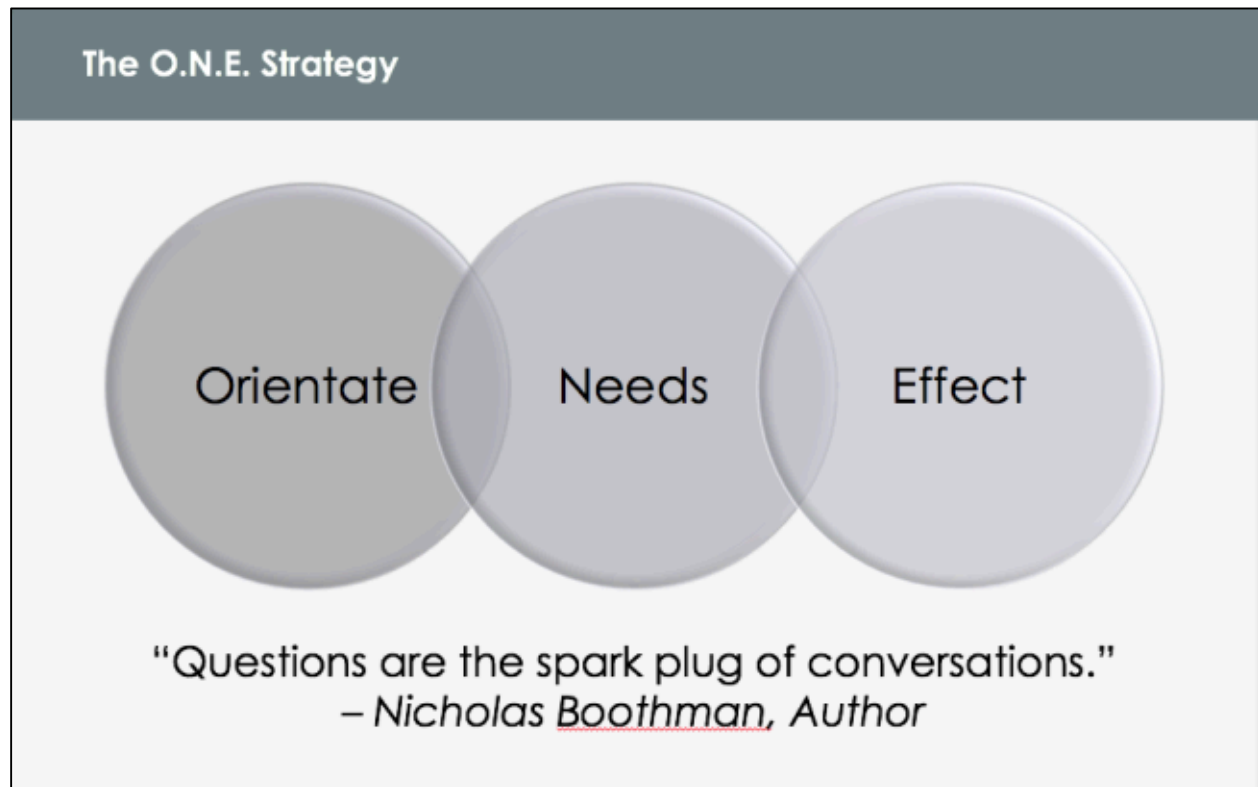 The O.N.E. Strategy
Orientate
Needs
Effect
“Questions are the spark plug of conversations.”
– Nicholas Boothman, Author